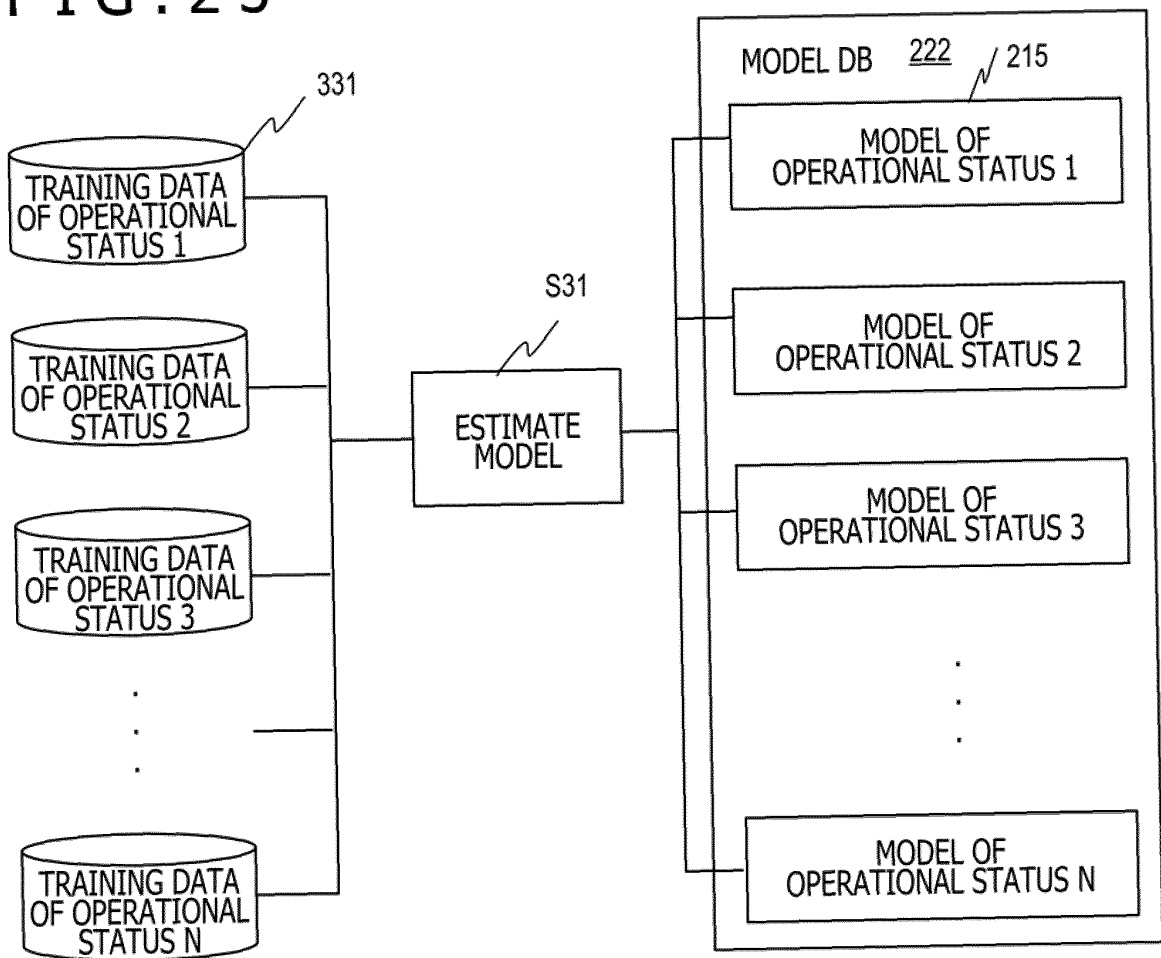 FIG.
331
TRAINING DATA
OF OPERATIONAL
STATUS 1
TRAINING DATA
OF OPERATIONAL
STATUS 2
TRAINING DATA
OF OPERATIONAL
STATUS 3
TRAINING DATA
OF OPERATIONAL
STATUS N
S31
ESTIMATE
MODEL
MODEL DB 222
215
MODEL OF
OPERATIONAL STATUS 1
MODEL OF
OPERATIONAL STATUS 2
MODEL OF
OPERATIONAL STATUS 3
MODEL OF
OPERATIONAL STATUS N